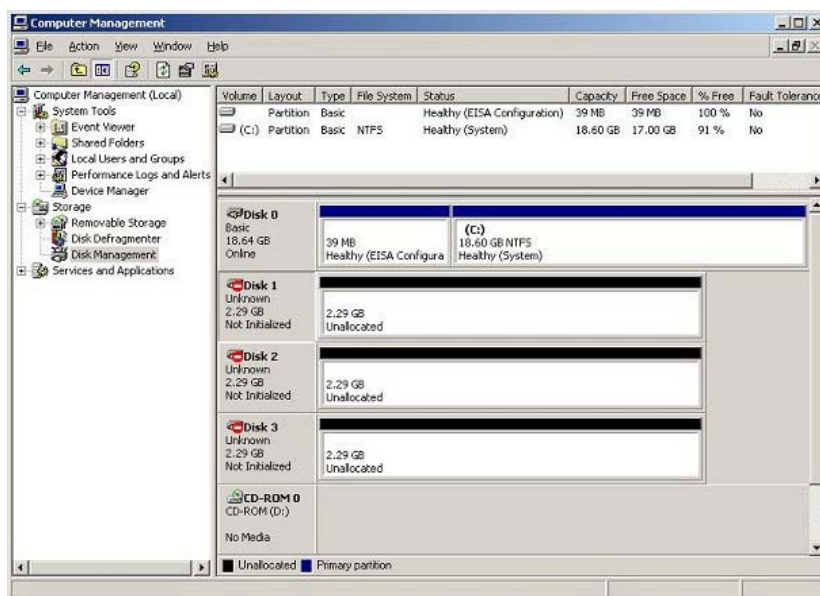 Computer Management
File Action View Window Help
Computer Management (Local)
System Tools
Event Viewer
Shared Folders
Local Users and Groups
Performance Logs and Alerts
Device Manager
Storage
Removable Storage
Disk Defragmenter
Disk Management
Services and Applications
Volume Layout Type File System Status Capacity Free Space % Free Fault Tolerance
Partition Basic Healthy (EISA Configuration) 39 MB 39 MB 100 % No
(C:) Partition Basic NTFS Healthy (System) 18.60 GB 17.00 GB 91 % No
Disk 0
Basic
18.64 GB
Online
39 MB
Healthy (EISA Configura
(C:)
18.60 GB NTFS
Healthy (System)
Disk 1
Unknown
2.29 GB
Not Initialized
2.29 GB
Unallocated
Disk 2
Unknown
2.29 GB
Not Initialized
2.29 GB
Unallocated
Disk 3
Unknown
2.29 GB
Not Initialized
2.29 GB
Unallocated
CD-ROM 0
CD-ROM (D:)
No Media
Unallocated Primary partition